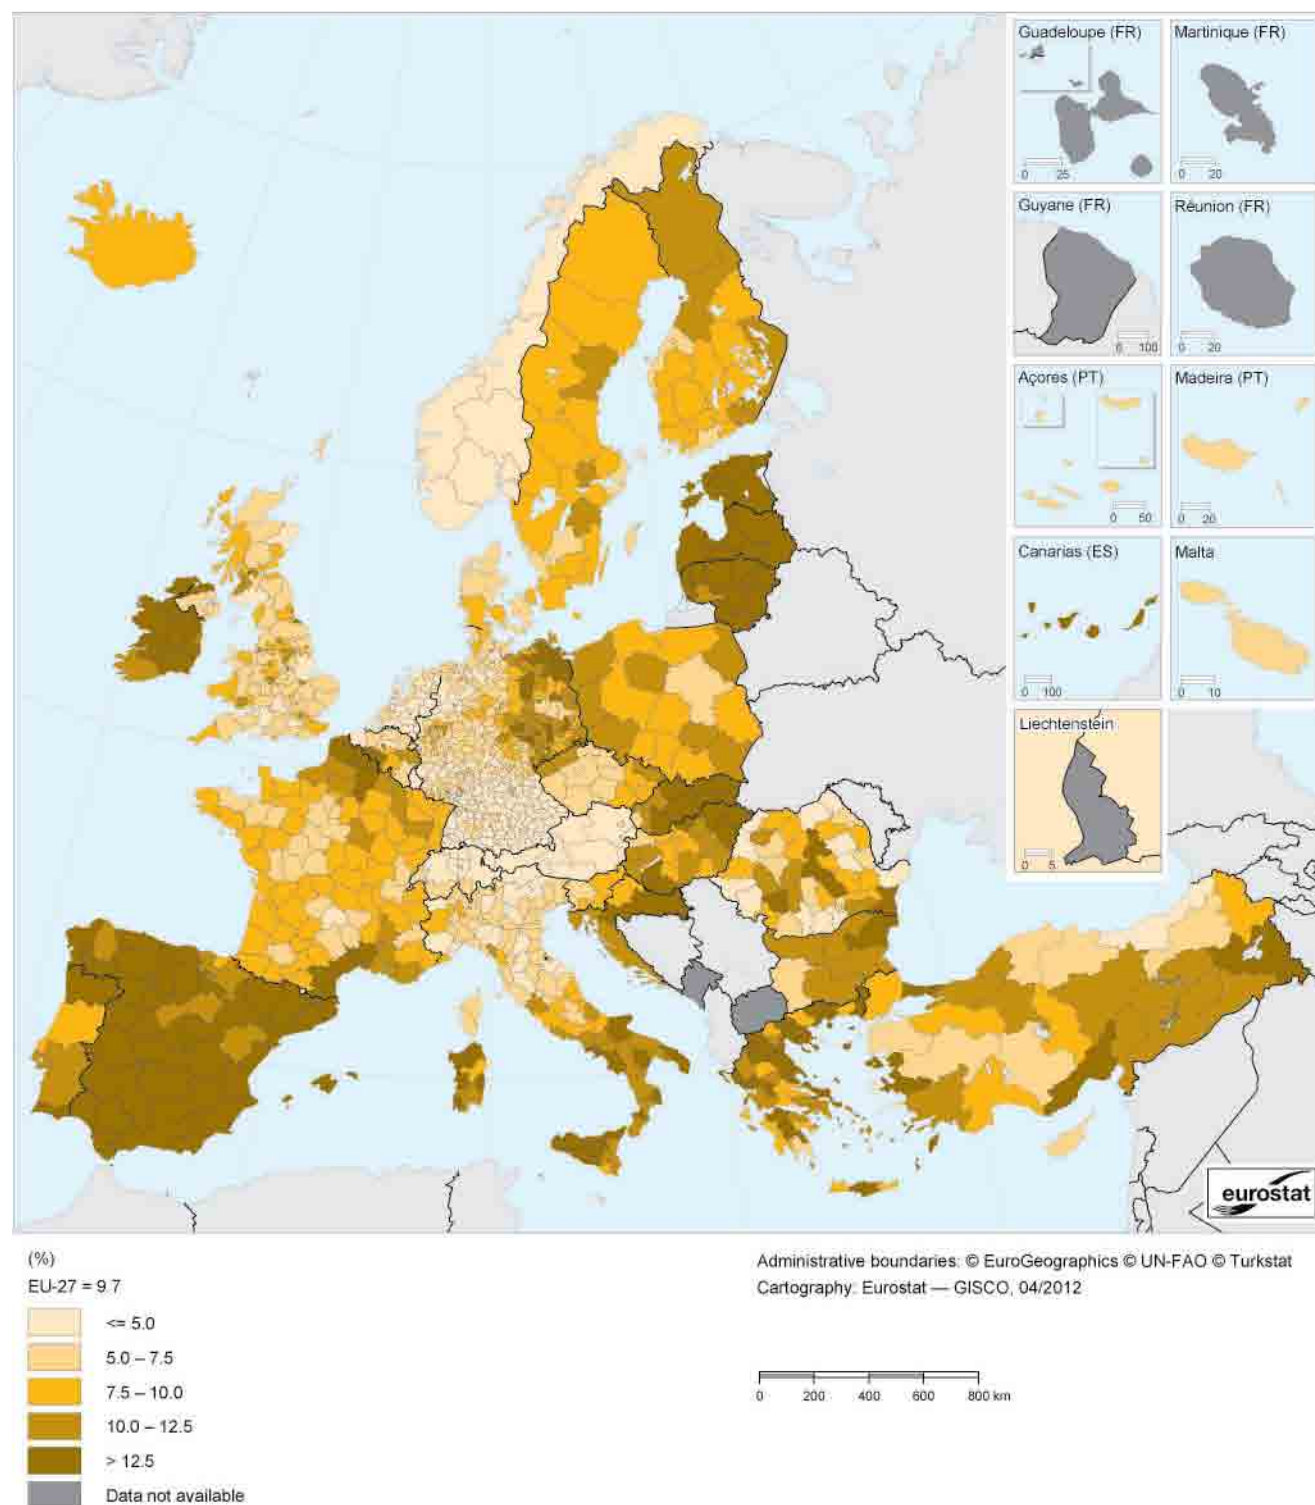 Guadeloupe (FR)
0 25
Martinique (FR)
0 20
Guyane (FR)
0 100
Réunion (FR)
0 20
Açores (PT)
0 50
Madeira (PT)
0 20
Canarias (ES)
0 100
Malta
0 10
Liechtenstein
0 5
eurostat
(%)
EU-27 = 9.7
<= 5.0
5.0 – 7.5
7.5 – 10.0
10.0 – 12.5
> 12.5
Data not available
Administrative boundaries: © EuroGeographics © UN-FAO © Turkstat
Cartography: Eurostat — GISCO, 04/2012
0 200 400 600 800 km